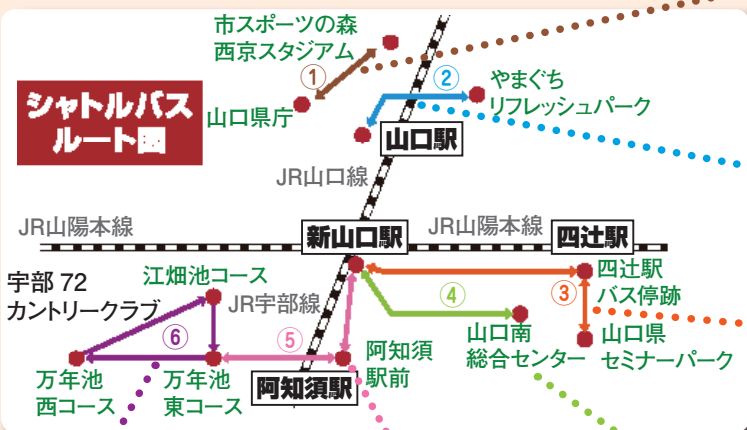 市スポーツの森
西京スタジアム
①
②
やまぐち
リフレッシュパーク
シャトルバス
ルート図
山口県庁
山口駅
JR山口線
JR山陽本線
新山口駅
JR山陽本線
四辻駅
宇部 72
カントリークラブ
江畑池コース
JR宇部線
四辻駅
バス停跡
③
④
⑤
⑥
山口南
総合センター
山口県
セミナーパーク
阿知須
駅前
万年池
西コース
万年池
東コース
阿知須駅